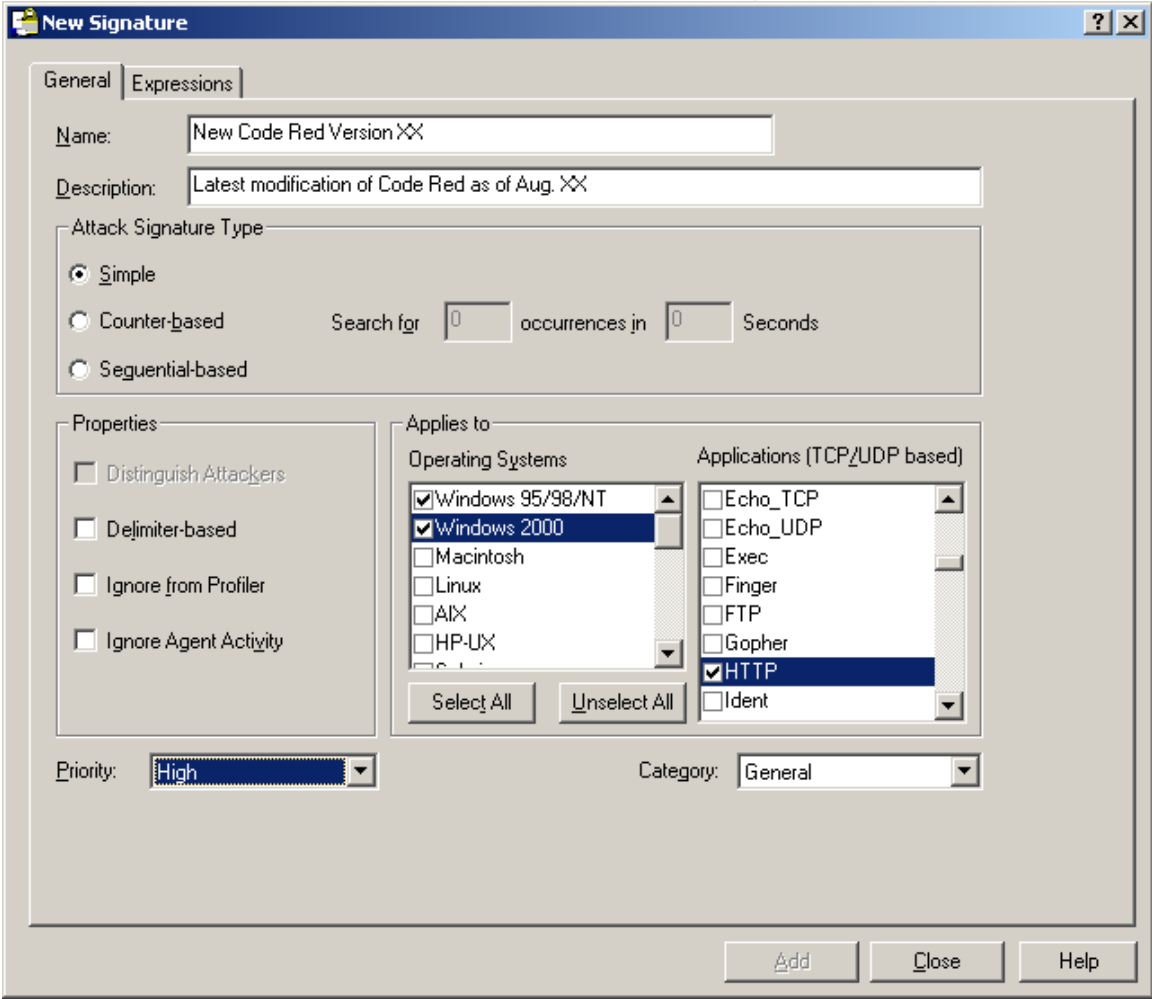 New Signature
General
Expressions
Name:
New Code Red Version XX
Description:
Latest modification of Code Red as of Aug. XX
Attack Signature Type
Simple
Counter-based
Search for 0 occurrences in 0 Seconds
Sequential-based
Properties
Distinguish Attackers
Delimiter-based
Ignore from Profiler
Ignore Agent Activity
Applies to
Operating Systems
Windows 95/98/NT
Windows 2000
Macintosh
Linux
AIX
HP-UX
Select All
Unselect All
Applications (TCP/UDP based)
Echo_TCP
Echo_UDP
Exec
Finger
FTP
Gopher
HTTP
Ident
Priority:
High
Category:
General
Add
Close
Help